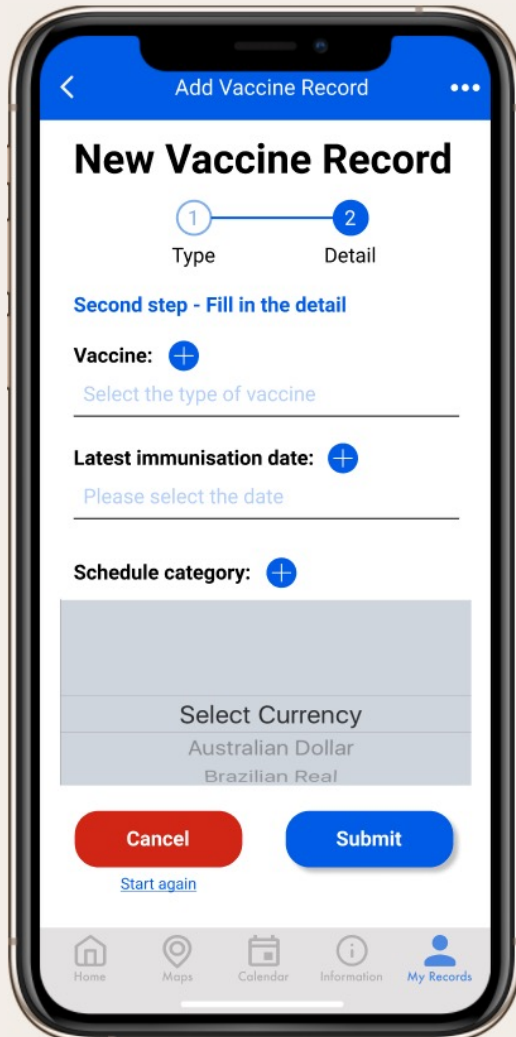 Add Vaccine Record
New Vaccine Record
1 2
Type Detail
Second step - Fill in the detail
Vaccine:
Select the type of vaccine
Latest immunisation date:
Please select the date
Schedule category:
Select Currency
Australian Dollar
Brazilian Real
Cancel Submit
Start again
Home Maps Calendar Information My Records